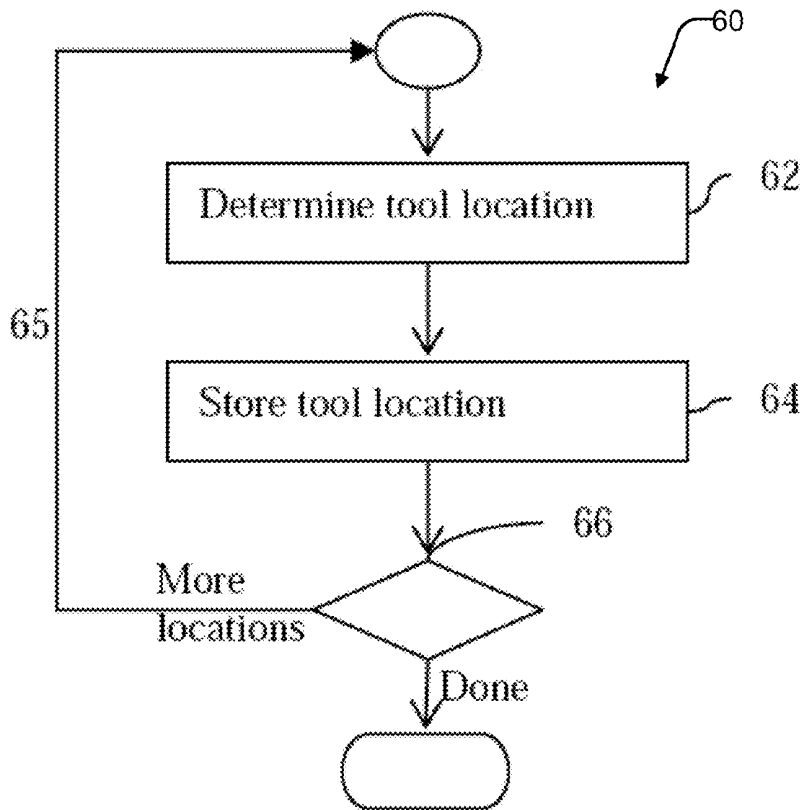 60
Determine tool location
62
65
Store tool location
64
66
More
locations
Done